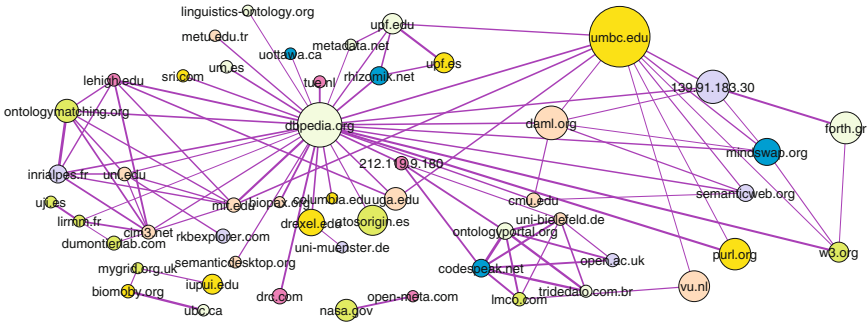 linguistics-ontology.org
upf.edu
metu.edu.tr
metadata.net
umbc.edu
uottawa.ca
um.es
upf.es
lehigh.edu
sri.com
tue.nl
rhizomik.net
139.91.183.30
ontologymatching.org
dbpedia.org
daml.org
forth.gr
mindswap.org
212.119.9.180
inrialpes.fr
uni.edu
semanticweb.org
uji.es
mit.edu
biopax.org
columbia.edu
uga.edu
cmu.edu
lirmm.fr
drexel.edu
atosorigin.es
uni-bielefeld.de
cim3.net
rkbexplorer.com
ontologyportal.org
dumontierlab.com
uni-muenster.de
w3.org
semanticdesktop.org
codespeak.net
open.ac.uk
purl.org
mygrid.org.uk
iupui.edu
vu.nl
biomoby.org
drc.com
open-meta.com
lmco.com
tridedalo.com.br
ubc.ca
nasa.gov